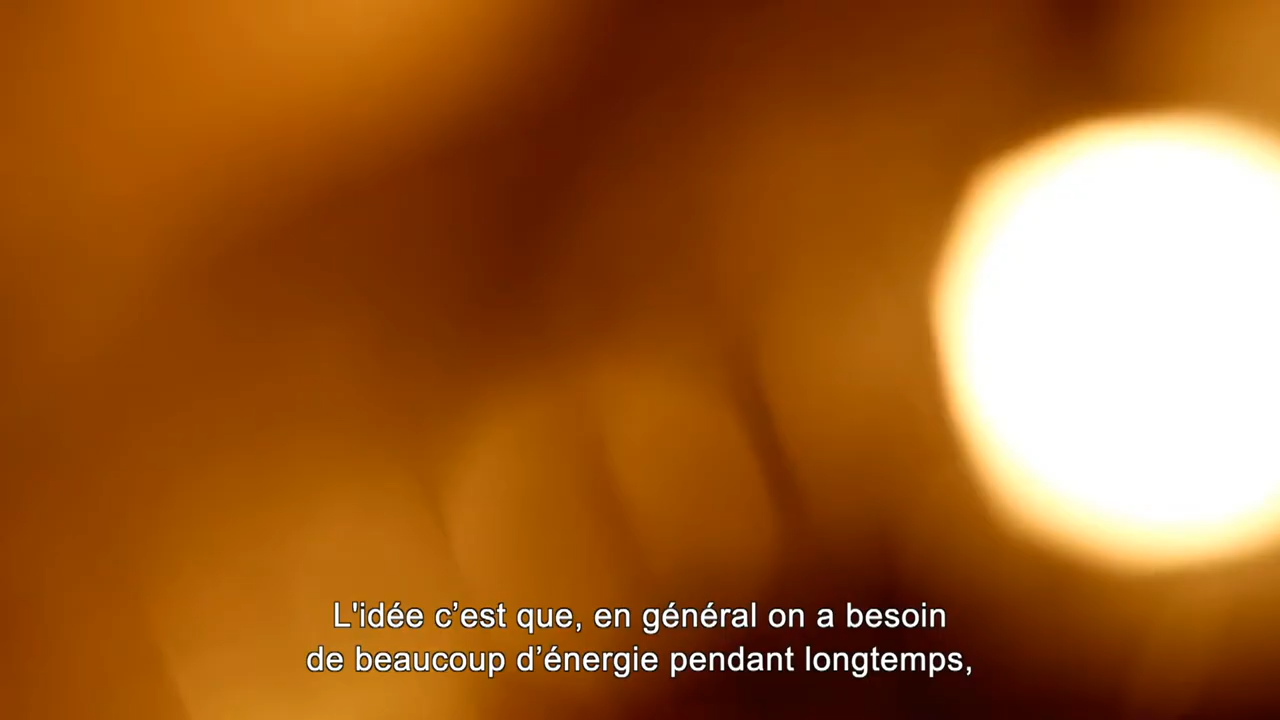 L'idée c’est que, en général on a besoin
de beaucoup d’énergie pendant longtemps,